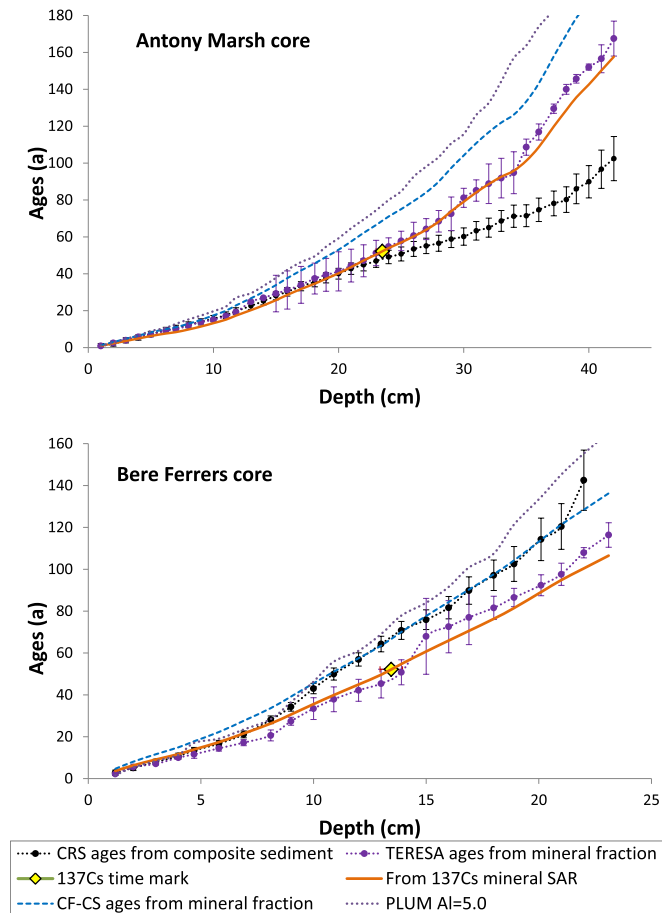 Antony Marsh core
Ages (a)
180
160
140
120
100
80
60
40
20
0
0 10 20 30 40
Depth (cm)
Bere Ferrers core
Ages (a)
160
140
120
100
80
60
40
20
0
0 5 10 15 20 25
Depth (cm)
CRS ages from composite sediment TERESA ages from mineral fraction
137Cs time mark From 137Cs mineral SAR
CF-CS ages from mineral fraction PLUM Al=5.0